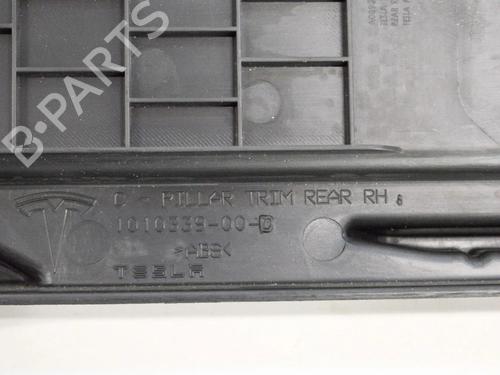 B-PARTS
C - PILLAR TRIM REAR RH
1010339-00-D
>ABS<
TESLA